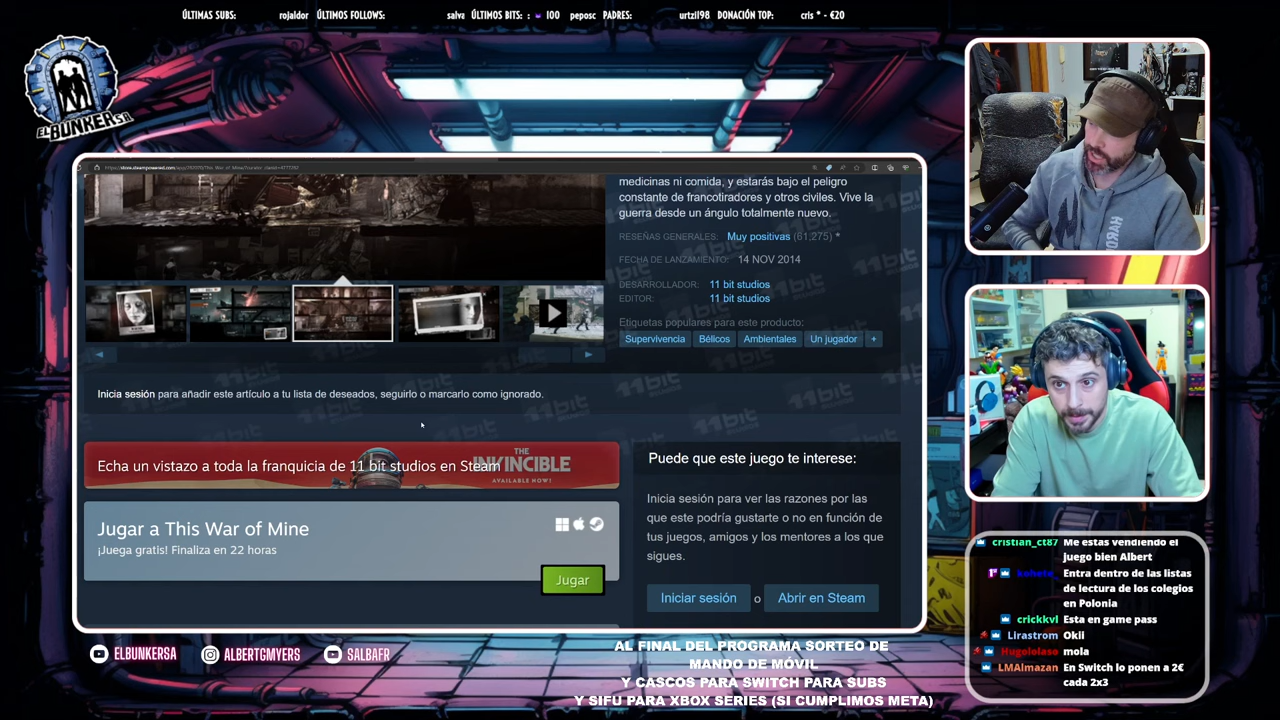 ÚLTIMAS SUBS: rojaldor ÚLTIMOS FOLLOWS: salva ÚLTIMOS BITS: : 100 peposc PADRES: urtzi198 DONACIÓN TOP: cris * - €20
EL BUNKER SA
medicinas ni comida, y estarás bajo el peligro
constante de francotiradores y otros civiles. Vive la
guerra desde un ángulo totalmente nuevo.
RESEÑAS GENERALES: Muy positivas (61,275) *
FECHA DE LANZAMIENTO: 14 NOV 2014
DESARROLLADOR: 11 bit studios
EDITOR: 11 bit studios
Etiquetas populares para este producto:
Supervivencia Bélicos Ambientales Un jugador +
Inicia sesión para añadir este artículo a tu lista de deseados, seguirlo o marcarlo como ignorado.
Echa un vistazo a toda la franquicia de 11 bit studios en Steam
THE
INVINCIBLE
AVAILABLE NOW!
Jugar a This War of Mine
¡Juega gratis! Finaliza en 22 horas
Jugar
Puede que este juego te interese:
Inicia sesión para ver las razones por las
que este podría gustarte o no en función de
tus juegos, amigos y los mentores a los que
sigues.
Iniciar sesión o Abrir en Steam
cristian_ct87 Me estas vendiendo el
juego bien Albert
Entra dentro de las listas
de lectura de los colegios
en Polonia
crickkvl Esta en game pass
Lirastrom Okii
Hugololaso mola
LMAlmazan En Switch lo ponen a 2€
cada 2x3
ELBUNKERSA ALBERTGMYERS SALBAFR
AL FINAL DEL PROGRAMA SORTEO DE
MANDO DE MÓVIL
Y CASCOS PARA SWITCH PARA SUBS
Y SIFU PARA XBOX SERIES (SI CUMPLIMOS META)